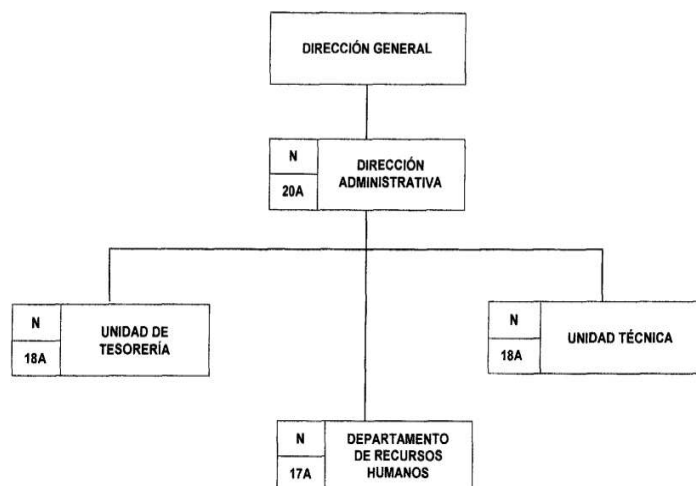 DIRECCIÓN GENERAL
N
20A
DIRECCIÓN
ADMINISTRATIVA
N
18A
UNIDAD DE
TESORERÍA
N
18A
UNIDAD TÉCNICA
N
17A
DEPARTAMENTO
DE RECURSOS
HUMANOS